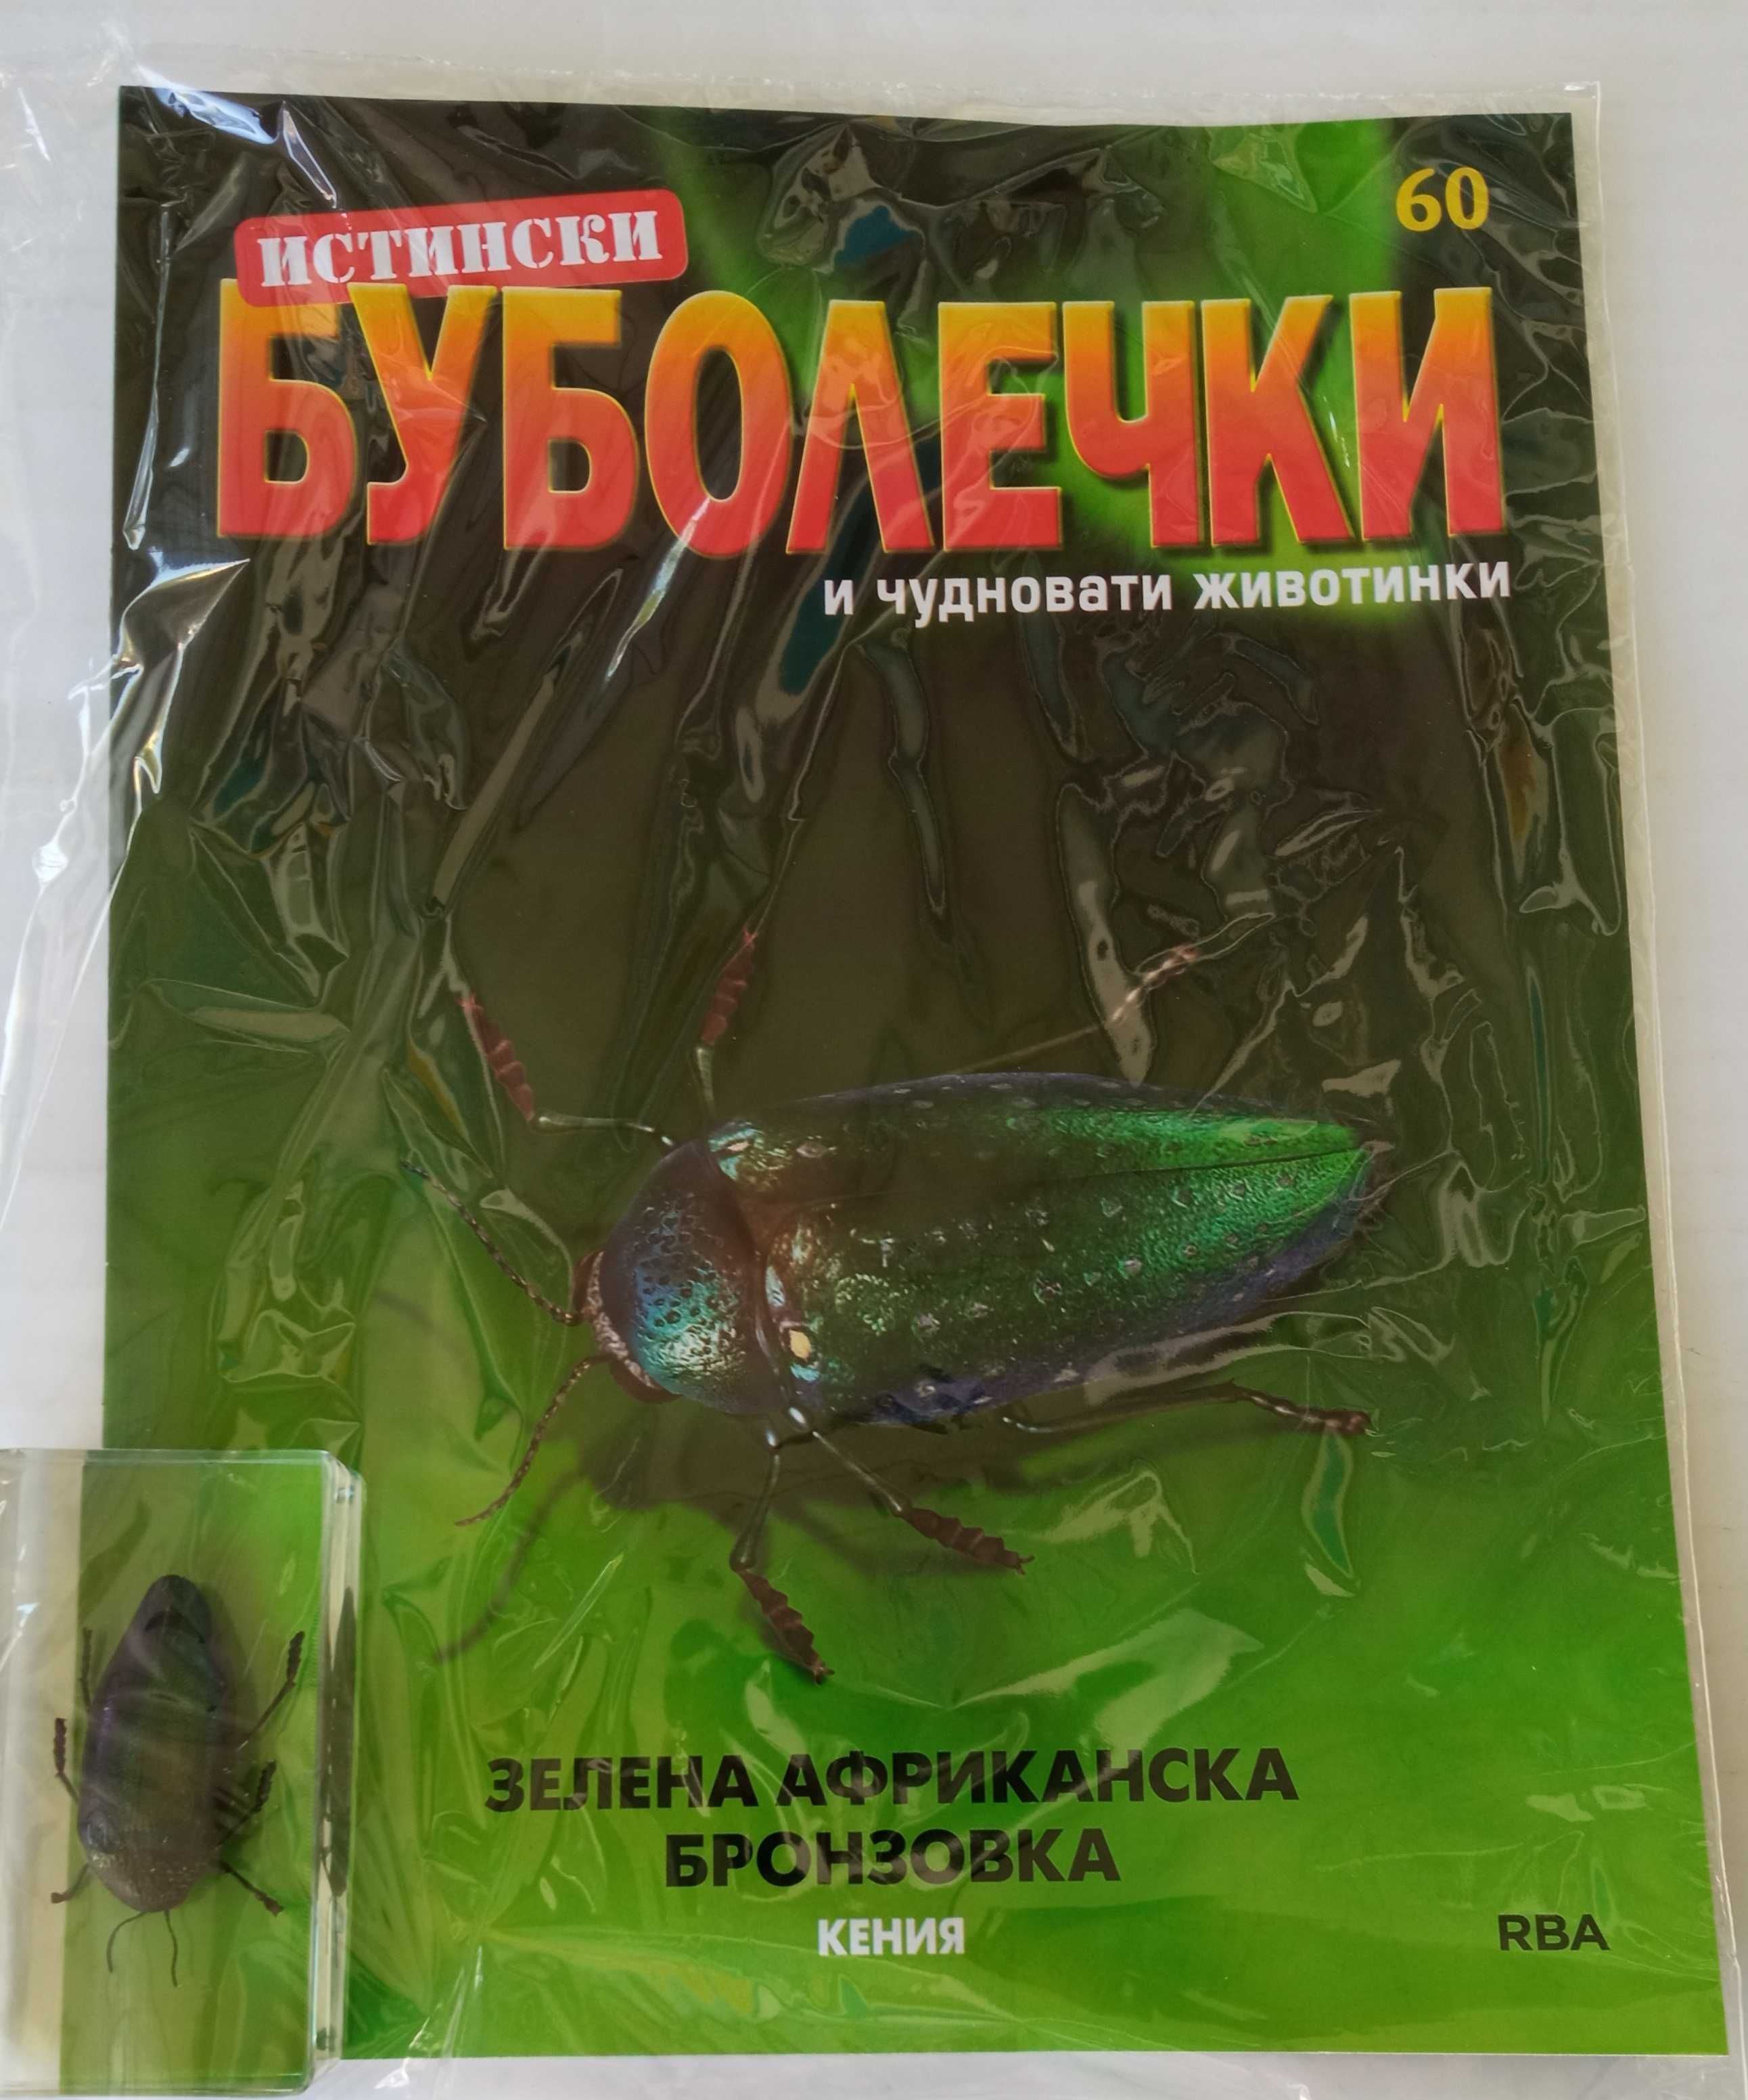 60
ИСТИНСКИ
БУБОЛЕЧКИ
и чудновати животинки
ЗЕЛЕНА АФРИКАНСКА
БРОНЗОВКА
КЕНИЯ
RBA